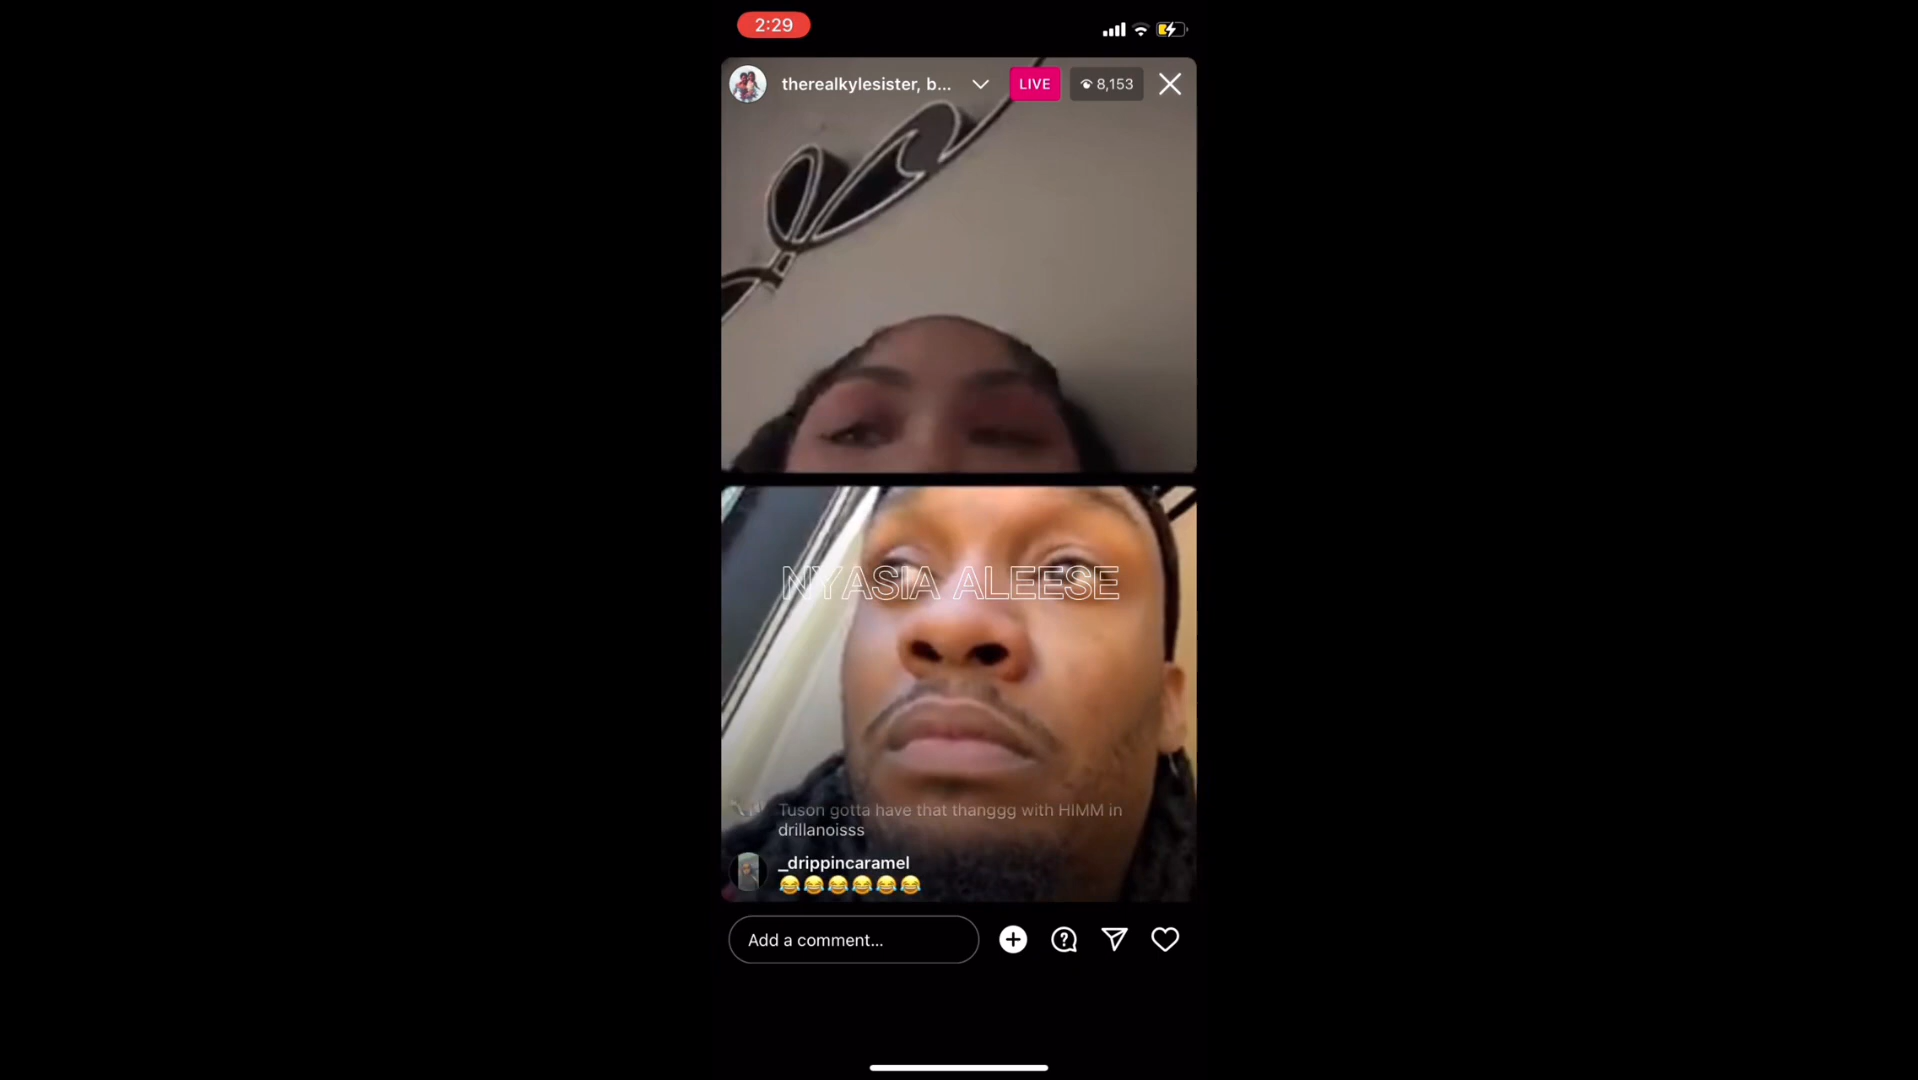 2:29
therealkylesister, b...
LIVE
8,153
NYASIA ALEESE
Tuson gotta have that thanggg with HIMM in
drillanoisss
_drippincaramel
😂😂😂😂😂😂
Add a comment...